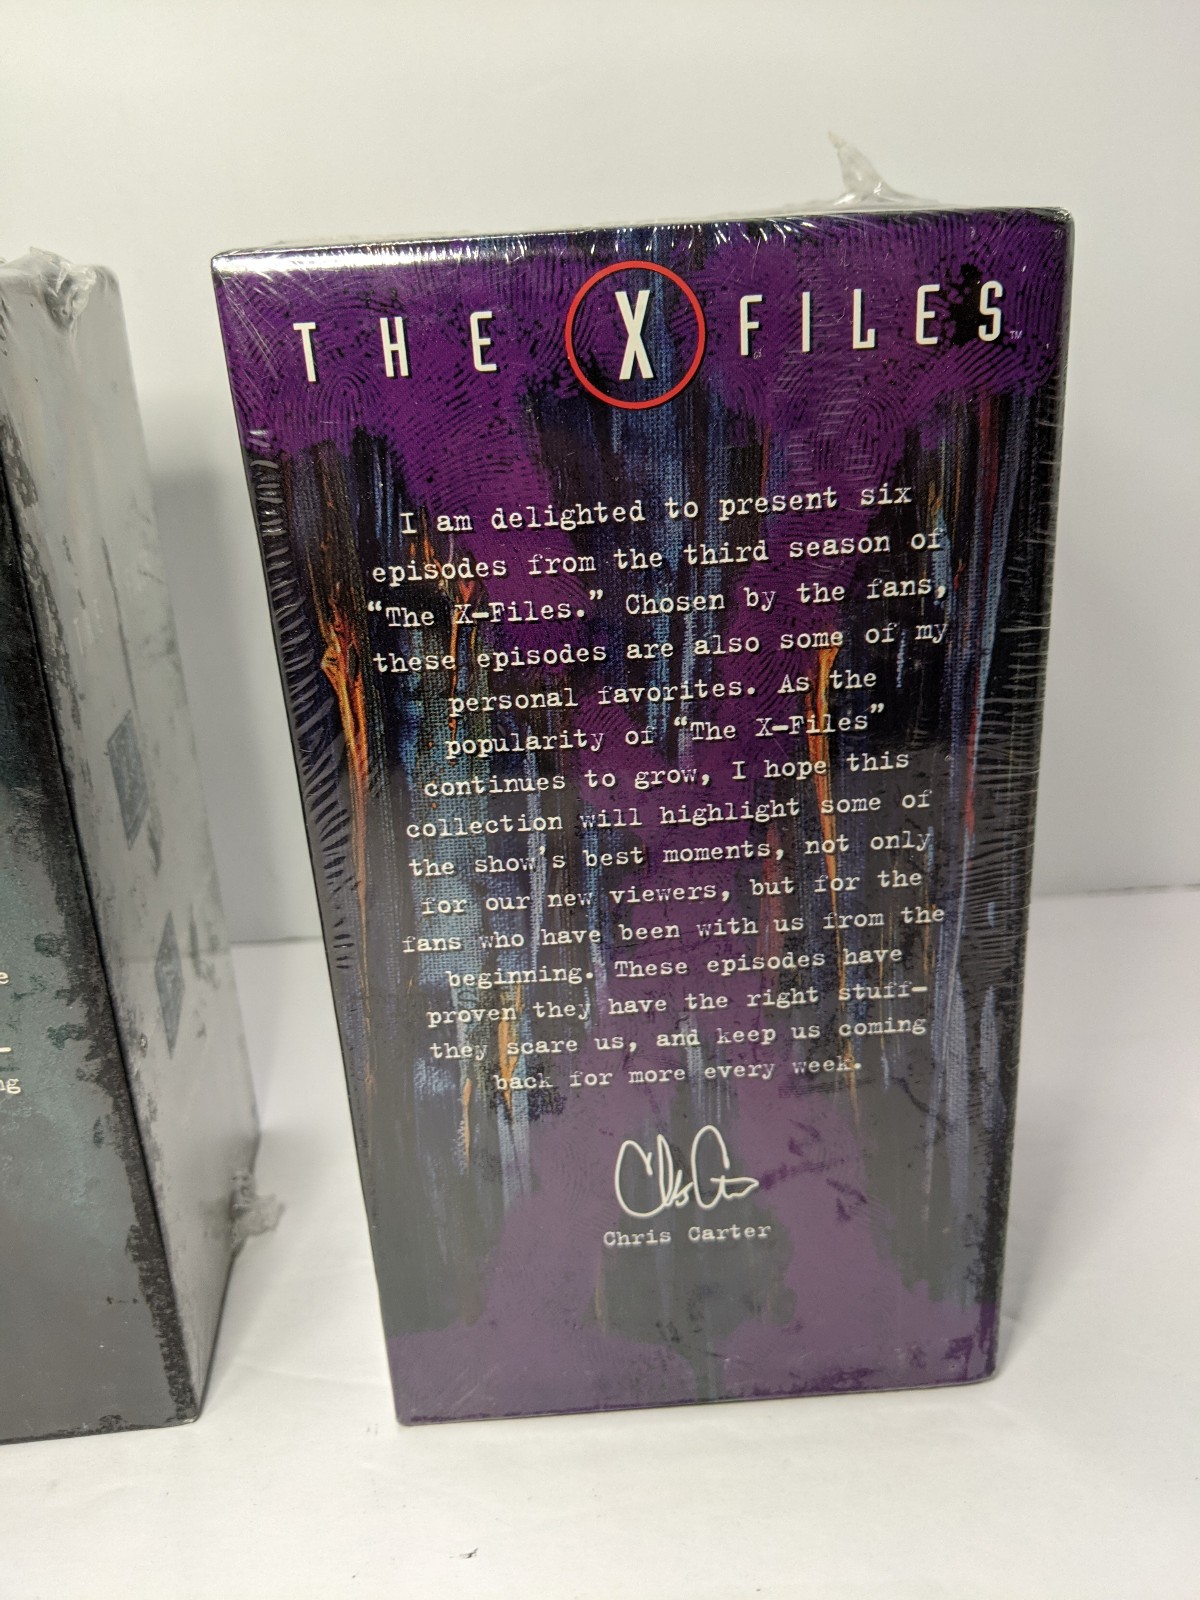 THE X FILES™
I am delighted to present six
episodes from the third season of
“The X-Files.” Chosen by the fans,
these episodes are also some of my
personal favorites. As the
popularity of “The X-Files”
continues to grow, I hope this
collection will highlight some of
the show's best moments, not only
for our new viewers, but for the
fans who have been with us from the
beginning. These episodes have
proven they have the right stuff–
they scare us, and keep us coming
back for more every week.
Chris Carter
Chris Carter